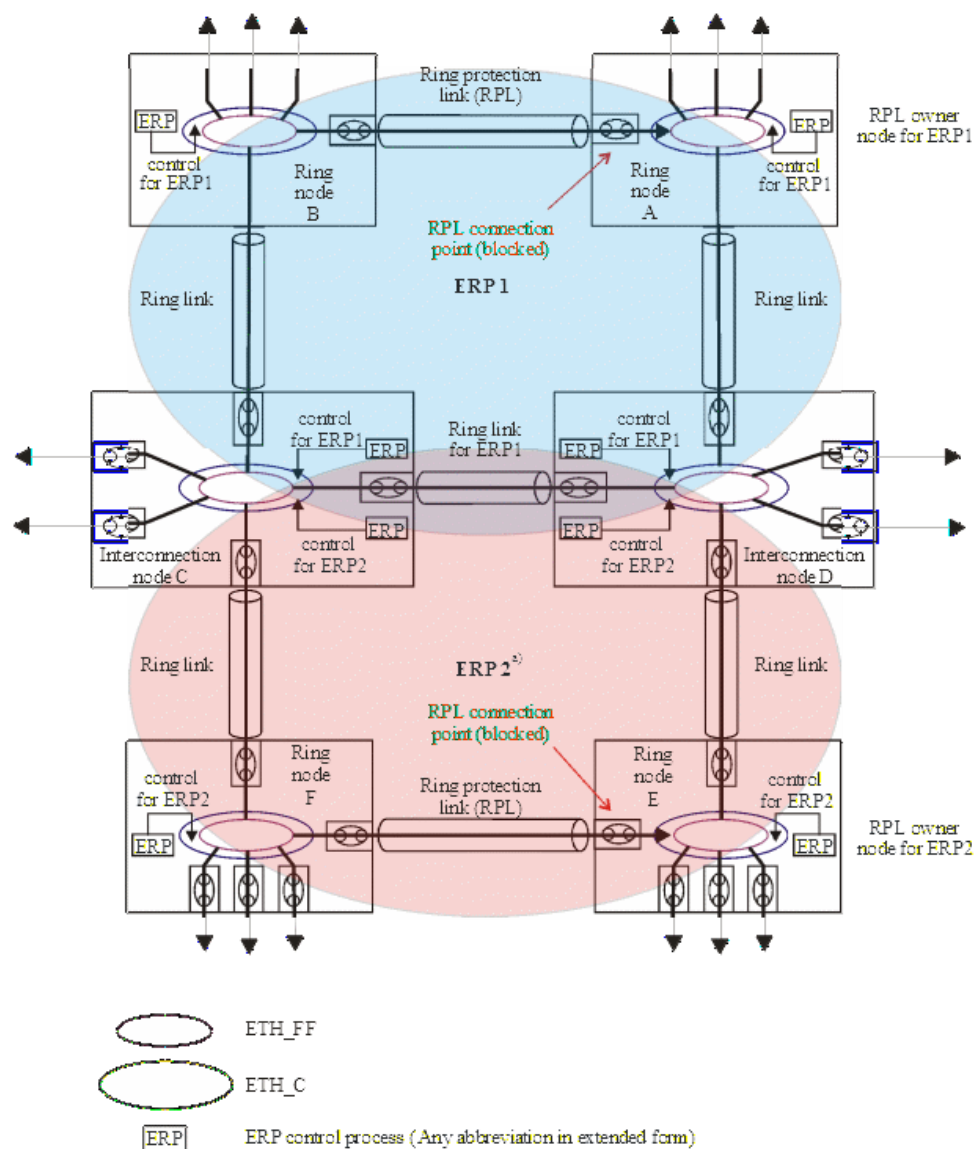 Ring protection
link (RPL)
ERP
ERP
RPL owner
node for ERP1
control
for ERP1
Ring
node
B
Ring
node
A
control
for ERP1
RPL connection
point (blocked)
ERP 1
Ring link
Ring link
control
for ERP1
ERP
Ring link
for ERP1
control
for ERP1
ERP
ERP
ERP
Interconnection
node C
control
for ERP2
control
for ERP2
Interconnection
node D
Ring link
ERP 2a)
Ring link
RPL connection
point (blocked)
Ring
node
F
Ring
node
E
control
for ERP2
Ring protection
link (RPL)
control
for ERP2
ERP
ERP
RPL owner
node for ERP2
ETH_FF
ETH_C
ERP
ERP control process (Any abbreviation in extended form)